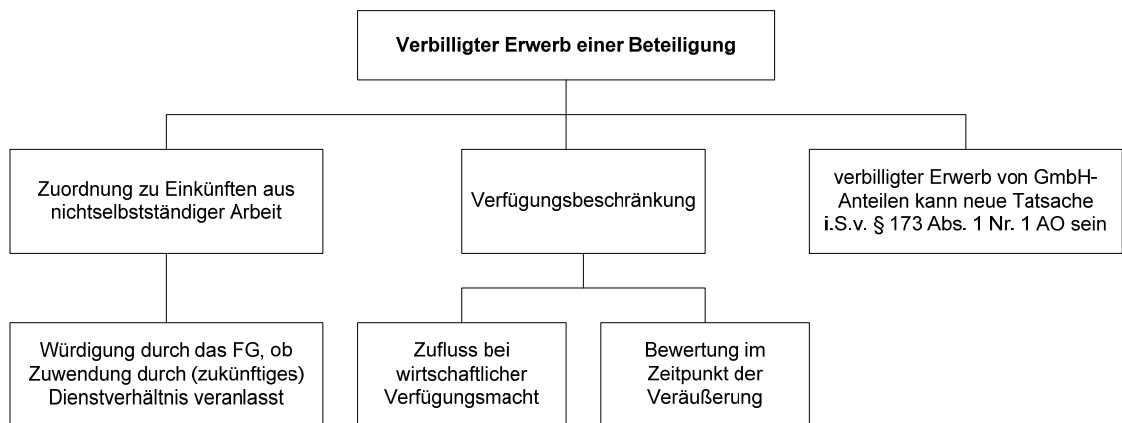 Verbilligter Erwerb einer Beteiligung
Zuordnung zu Einkünften aus
nichtselbstständiger Arbeit
Verfügungsbeschränkung
verbilligter Erwerb von GmbH-
Anteilen kann neue Tatsache
i.S.v. § 173 Abs. 1 Nr. 1 AO sein
Würdigung durch das FG, ob
Zuwendung durch (zukünftiges)
Dienstverhältnis veranlasst
Zufluss bei
wirtschaftlicher
Verfügungsmacht
Bewertung im
Zeitpunkt der
Veräußerung